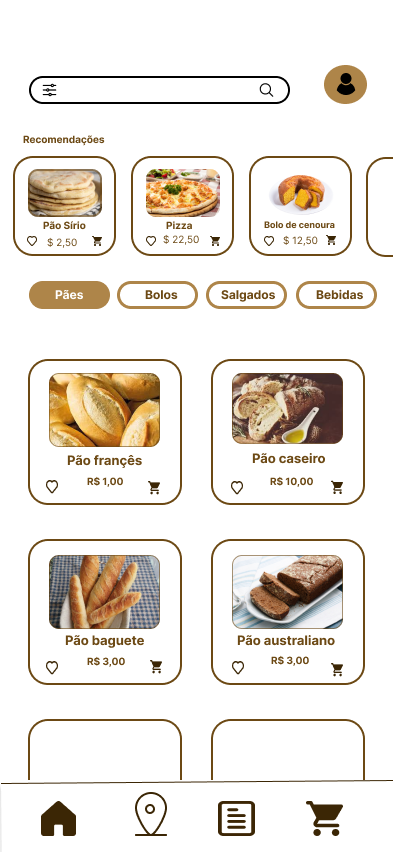 Recomendações
Pão Sírio
$ 2,50
Pizza
$ 22,50
Bolo de cenoura
$ 12,50
Pães
Bolos
Salgados
Bebidas
Pão françês
R$ 1,00
Pão caseiro
R$ 10,00
Pão baguete
R$ 3,00
Pão australiano
R$ 3,00